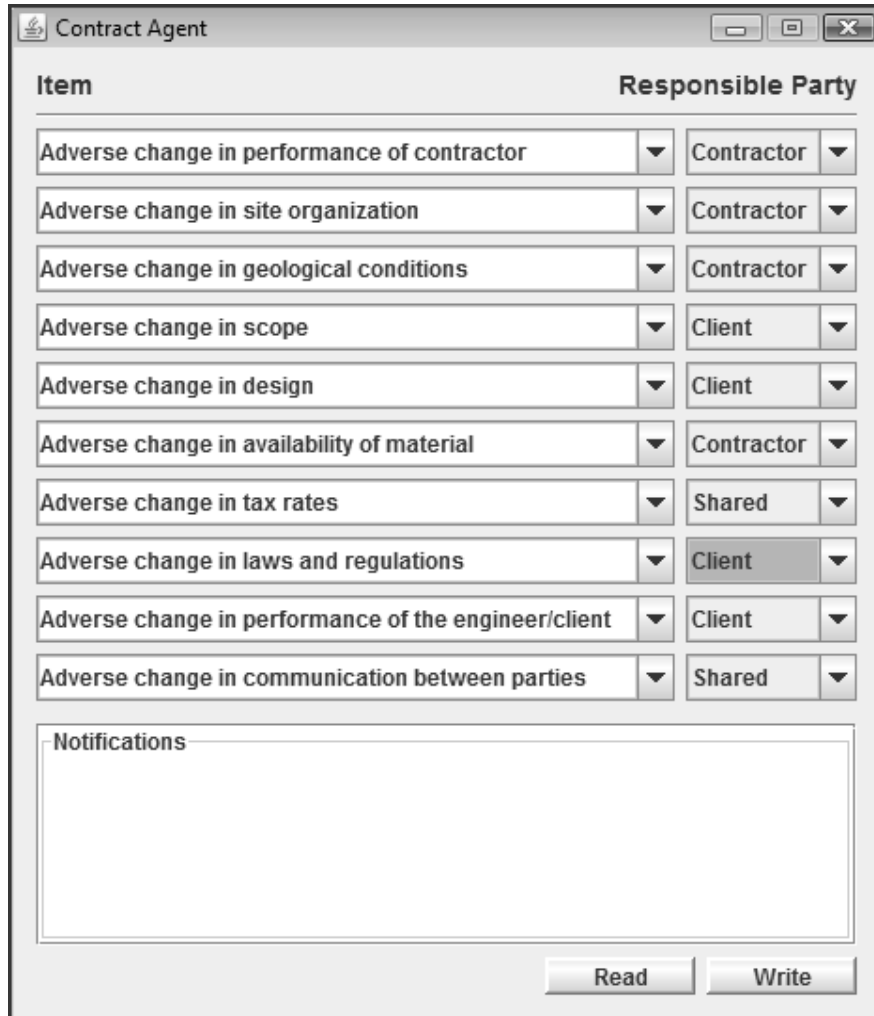 Contract Agent
Item Responsible Party
Adverse change in performance of contractor Contractor
Adverse change in site organization Contractor
Adverse change in geological conditions Contractor
Adverse change in scope Client
Adverse change in design Client
Adverse change in availability of material Contractor
Adverse change in tax rates Shared
Adverse change in laws and regulations Client
Adverse change in performance of the engineer/client Client
Adverse change in communication between parties Shared
Notifications
Read Write